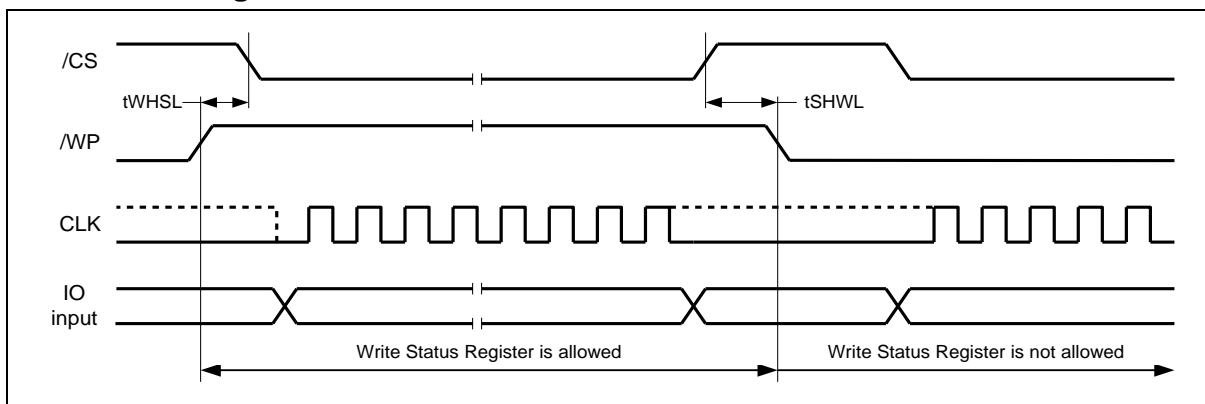 /CS
tWHSL
tSHWL
/WP
CLK
IO
input
Write Status Register is allowed
Write Status Register is not allowed